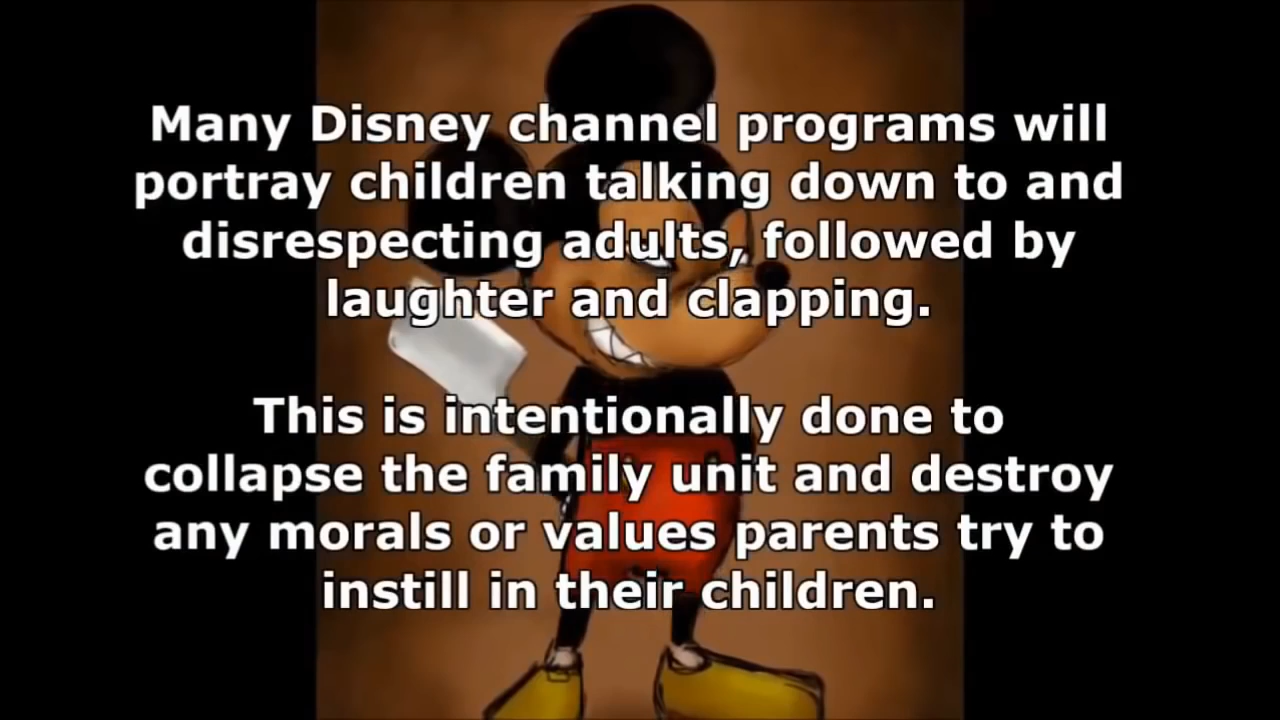 Many Disney channel programs will
portray children talking down to and
disrespecting adults, followed by
laughter and clapping.
This is intentionally done to
collapse the family unit and destroy
any morals or values parents try to
instill in their children.